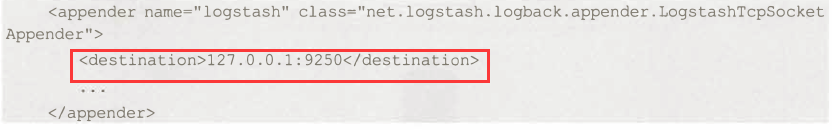 <appender name="logstash" class="net.logstash.logback.appender.LogstashTcpSocket
Appender">
<destination>127.0.0.1:9250</destination>
...
</appender>